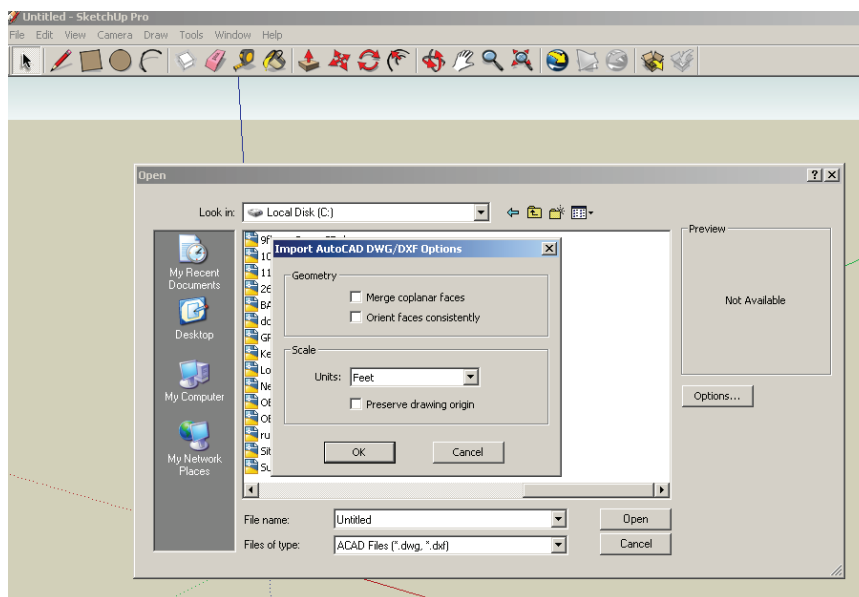 Untitled - SketchUp Pro
File Edit View Camera Draw Tools Window Help
Open
Look in: Local Disk (C:)
My Recent Documents
Desktop
My Computer
My Network Places
Import AutoCAD DWG/DXF Options
Geometry
Merge coplanar faces
Orient faces consistently
Scale
Units: Feet
Preserve drawing origin
OK Cancel
Preview
Not Available
Options...
File name: Untitled Open
Files of type: ACAD Files (*.dwg, *.dxf) Cancel